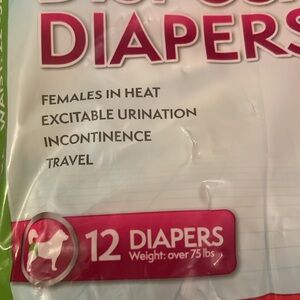 DIAPERS
FEMALES IN HEAT
EXCITABLE URINATION
INCONTINENCE
TRAVEL
12 DIAPERS
Weight: over 75 lbs